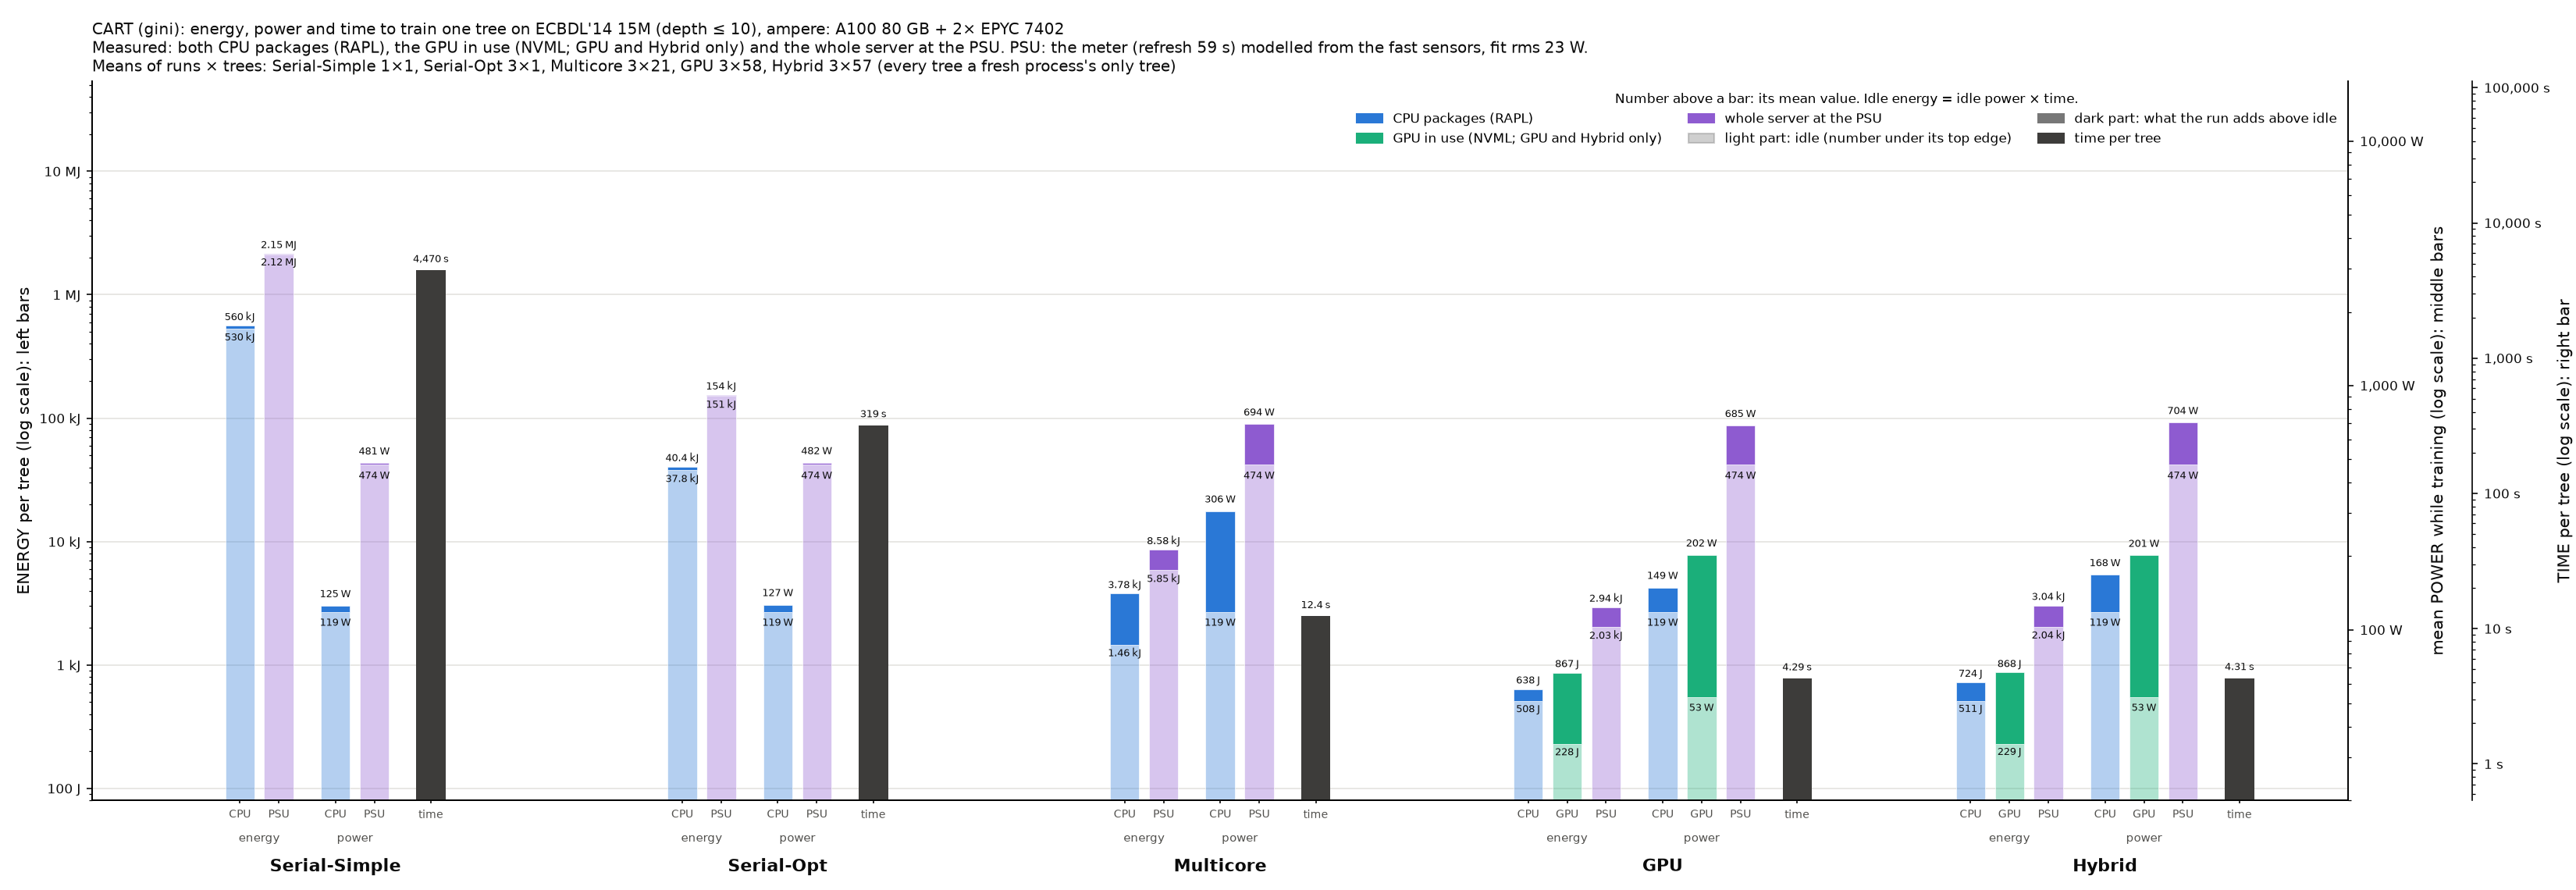 CART (gini): energy, power and time to train one tree on ECBDL'14 15M (depth ≤ 10), ampere: A100 80 GB + 2× EPYC 7402
Measured: both CPU packages (RAPL), the GPU in use (NVML; GPU and Hybrid only) and the whole server at the PSU. PSU: the meter (refresh 59 s) modelled from the fast sensors, fit rms 23 W.
Means of runs × trees: Serial-Simple 1×1, Serial-Opt 3×1, Multicore 3×21, GPU 3×58, Hybrid 3×57 (every tree a fresh process's only tree)
Number above a bar: its mean value. Idle energy = idle power × time.
CPU packages (RAPL)
GPU in use (NVML; GPU and Hybrid only)
whole server at the PSU
light part: idle (number under its top edge)
dark part: what the run adds above idle
time per tree
ENERGY per tree (log scale): left bars
10 MJ
1 MJ
100 kJ
10 kJ
1 kJ
100 J
560 kJ
530 kJ
2.15 MJ
2.12 MJ
125 W
119 W
481 W
474 W
4,470 s
40.4 kJ
37.8 kJ
154 kJ
151 kJ
127 W
119 W
482 W
474 W
319 s
3.78 kJ
1.46 kJ
8.58 kJ
5.85 kJ
306 W
119 W
694 W
474 W
12.4 s
638 J
508 J
867 J
228 J
2.94 kJ
2.03 kJ
149 W
119 W
202 W
53 W
685 W
474 W
4.29 s
724 J
511 J
868 J
229 J
3.04 kJ
2.04 kJ
168 W
119 W
201 W
53 W
704 W
474 W
4.31 s
CPU PSU CPU PSU time
energy power
Serial-Simple
CPU PSU CPU PSU time
energy power
Serial-Opt
CPU PSU CPU PSU time
energy power
Multicore
CPU GPU PSU CPU GPU PSU time
energy power
GPU
CPU GPU PSU CPU GPU PSU time
energy power
Hybrid
10,000 W
1,000 W
100 W
mean POWER while training (log scale): middle bars
100,000 s
10,000 s
1,000 s
100 s
10 s
1 s
TIME per tree (log scale): right bar